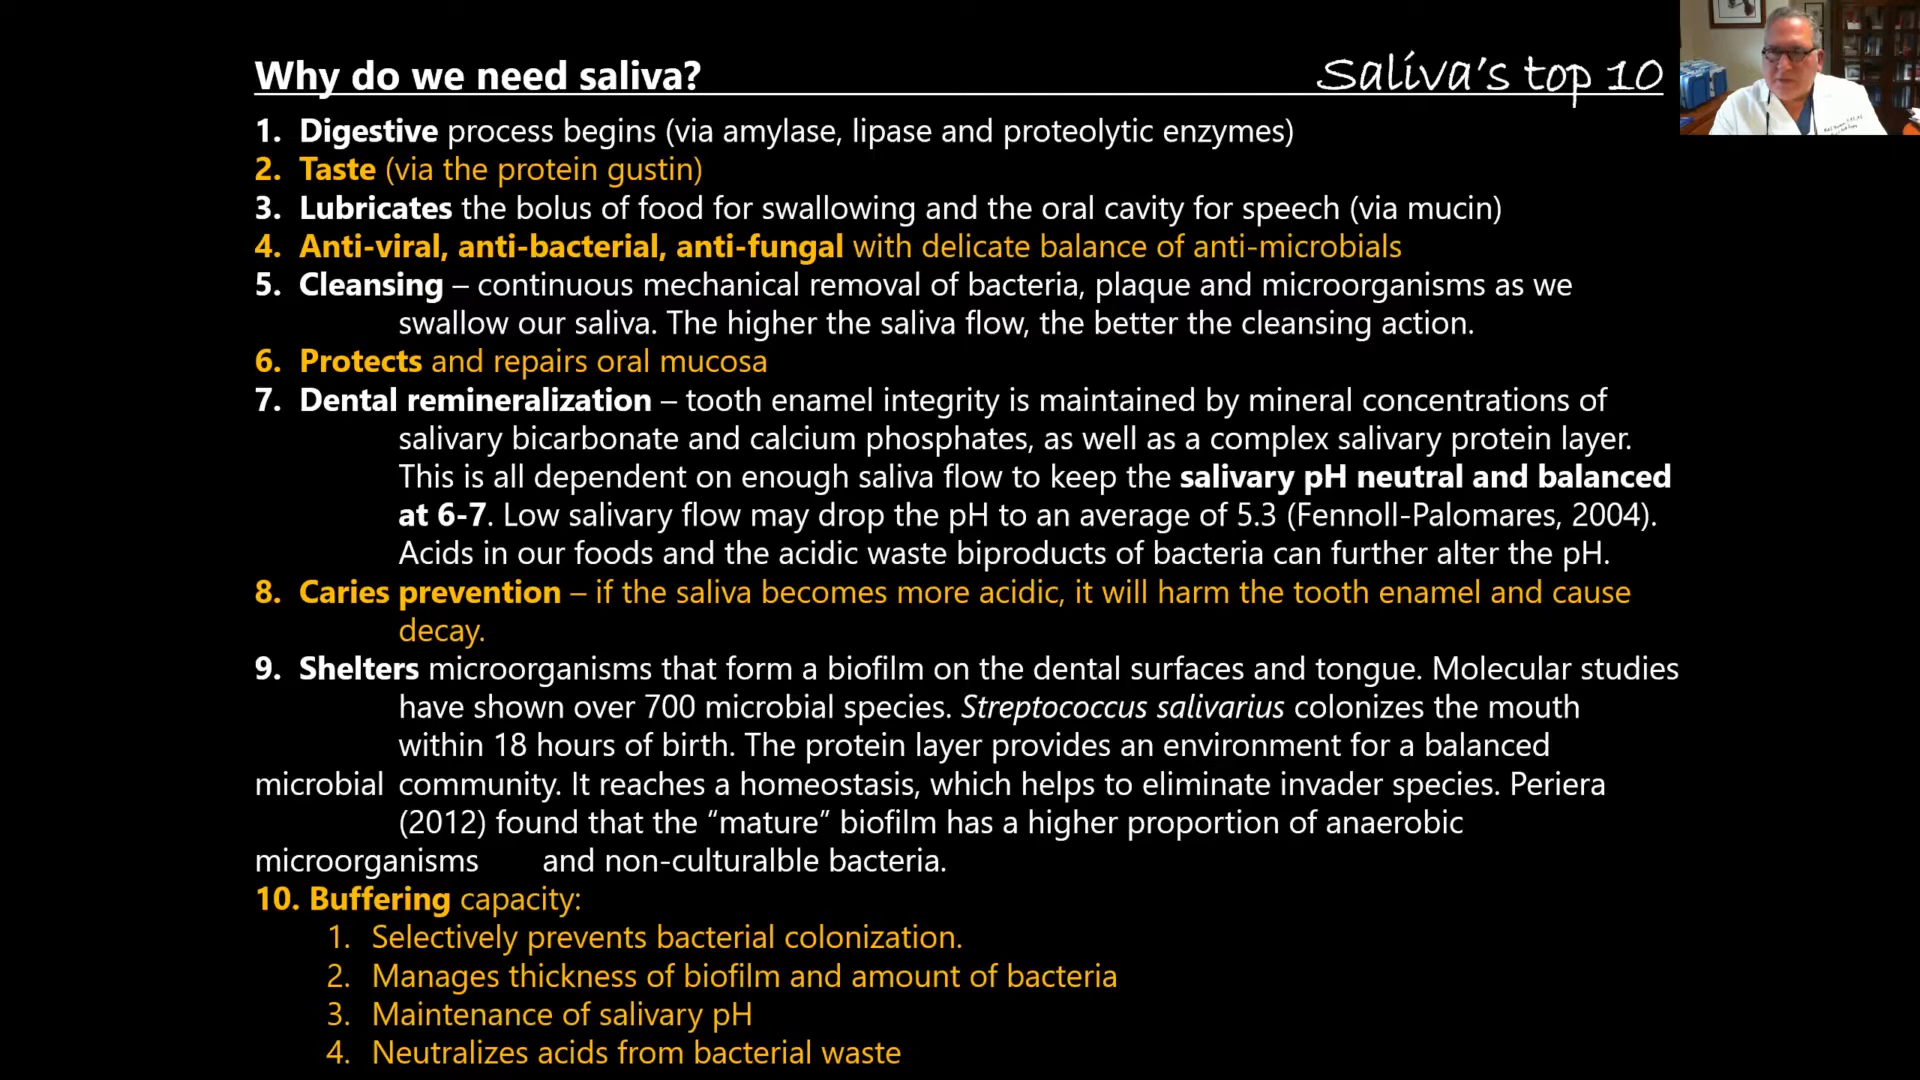 Why do we need saliva? Saliva's top 10
1. Digestive process begins (via amylase, lipase and proteolytic enzymes)
2. Taste (via the protein gustin)
3. Lubricates the bolus of food for swallowing and the oral cavity for speech (via mucin)
4. Anti-viral, anti-bacterial, anti-fungal with delicate balance of anti-microbials
5. Cleansing – continuous mechanical removal of bacteria, plaque and microorganisms as we
swallow our saliva. The higher the saliva flow, the better the cleansing action.
6. Protects and repairs oral mucosa
7. Dental remineralization – tooth enamel integrity is maintained by mineral concentrations of
salivary bicarbonate and calcium phosphates, as well as a complex salivary protein layer.
This is all dependent on enough saliva flow to keep the salivary pH neutral and balanced
at 6-7. Low salivary flow may drop the pH to an average of 5.3 (Fennoll-Palomares, 2004).
Acids in our foods and the acidic waste biproducts of bacteria can further alter the pH.
8. Caries prevention – if the saliva becomes more acidic, it will harm the tooth enamel and cause
decay.
9. Shelters microorganisms that form a biofilm on the dental surfaces and tongue. Molecular studies
have shown over 700 microbial species. Streptococcus salivarius colonizes the mouth
within 18 hours of birth. The protein layer provides an environment for a balanced
microbial community. It reaches a homeostasis, which helps to eliminate invader species. Periera
(2012) found that the “mature” biofilm has a higher proportion of anaerobic
microorganisms and non-culturalble bacteria.
10. Buffering capacity:
1. Selectively prevents bacterial colonization.
2. Manages thickness of biofilm and amount of bacteria
3. Maintenance of salivary pH
4. Neutralizes acids from bacterial waste